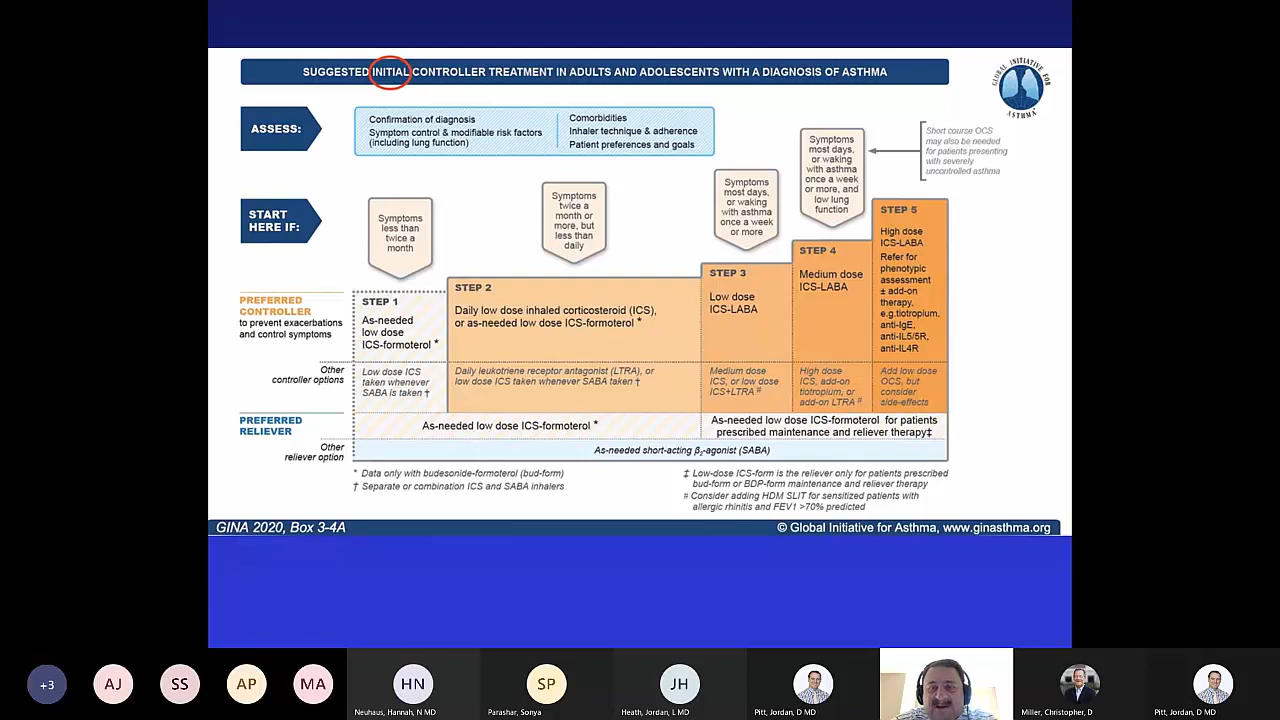 SUGGESTED INITIAL CONTROLLER TREATMENT IN ADULTS AND ADOLESCENTS WITH A DIAGNOSIS OF ASTHMA
GLOBAL INITIATIVE FOR ASTHMA
ASSESS:
Confirmation of diagnosis
Symptom control & modifiable risk factors
(including lung function)
Comorbidities
Inhaler technique & adherence
Patient preferences and goals
Short course OCS
may also be needed
for patients presenting
with severely
uncontrolled asthma
START
HERE IF:
Symptoms
less than
twice a
month
Symptoms
twice a
month or
more, but
less than
daily
Symptoms
most days,
or waking
with asthma
once a week
or more
Symptoms
most days,
or waking
with asthma
once a week
or more, and
low lung
function
PREFERRED
CONTROLLER
to prevent exacerbations
and control symptoms
STEP 1
As-needed
low dose
ICS-formoterol *
STEP 2
Daily low dose inhaled corticosteroid (ICS),
or as-needed low dose ICS-formoterol *
STEP 3
Low dose
ICS-LABA
STEP 4
Medium dose
ICS-LABA
STEP 5
High dose
ICS-LABA
Refer for
phenotypic
assessment
± add-on
therapy,
e.g.tiotropium,
anti-IgE,
anti-IL5/5R,
anti-IL4R
Other
controller options
Low dose ICS
taken whenever
SABA is taken †
Daily leukotriene receptor antagonist (LTRA), or
low dose ICS taken whenever SABA taken †
Medium dose
ICS, or low dose
ICS+LTRA #
High dose
ICS, add-on
tiotropium, or
add-on LTRA #
Add low dose
OCS, but
consider
side-effects
PREFERRED
RELIEVER
As-needed low dose ICS-formoterol *
As-needed low dose ICS-formoterol for patients
prescribed maintenance and reliever therapy‡
Other
reliever option
As-needed short-acting β2-agonist (SABA)
* Data only with budesonide-formoterol (bud-form)
† Separate or combination ICS and SABA inhalers
‡ Low-dose ICS-form is the reliever only for patients prescribed
bud-form or BDP-form maintenance and reliever therapy
# Consider adding HDM SLIT for sensitized patients with
allergic rhinitis and FEV1 >70% predicted
GINA 2020, Box 3-4A
© Global Initiative for Asthma, www.ginasthma.org
+3
AJ
SS
AP
MA
HN
SP
JH
Neuhaus, Hannah, N MD
Parashar, Sonya
Heath, Jordan, L MD
Pitt, Jordan, D MD
Miller, Christopher, D
Pitt, Jordan, D MD